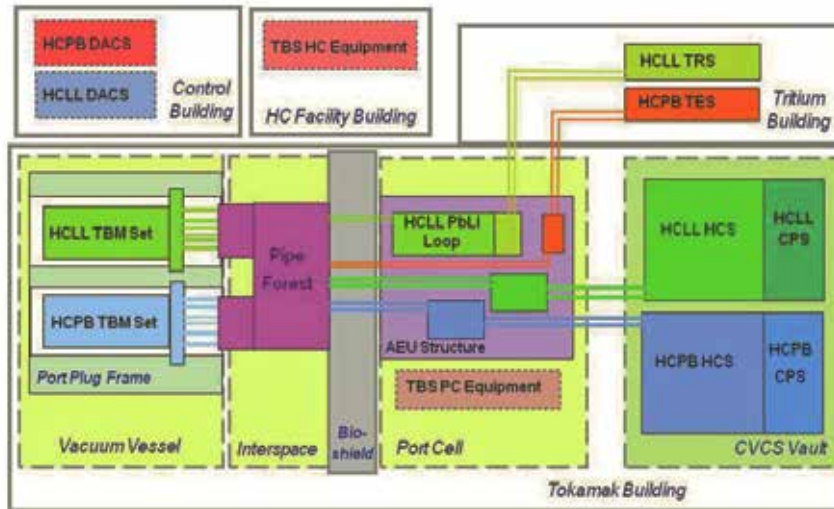 HCPB DACS
HCLL DACS
Control
Building
TBS HC Equipment
HC Facility Building
HCLL TRS
HCPB TES
Tritium
Building
HCLL TBM Set
HCPB TBM Set
Port Plug Frame
Vacuum Vessel
Pipe
Forest
Interspace
Bio-
shield
HCLL PbLi
Loop
AEU Structure
TBS PC Equipment
Port Cell
HCLL HCS
HCLL
CPS
HCPB HCS
HCPB
CPS
CVCS Vault
Tokamak Building